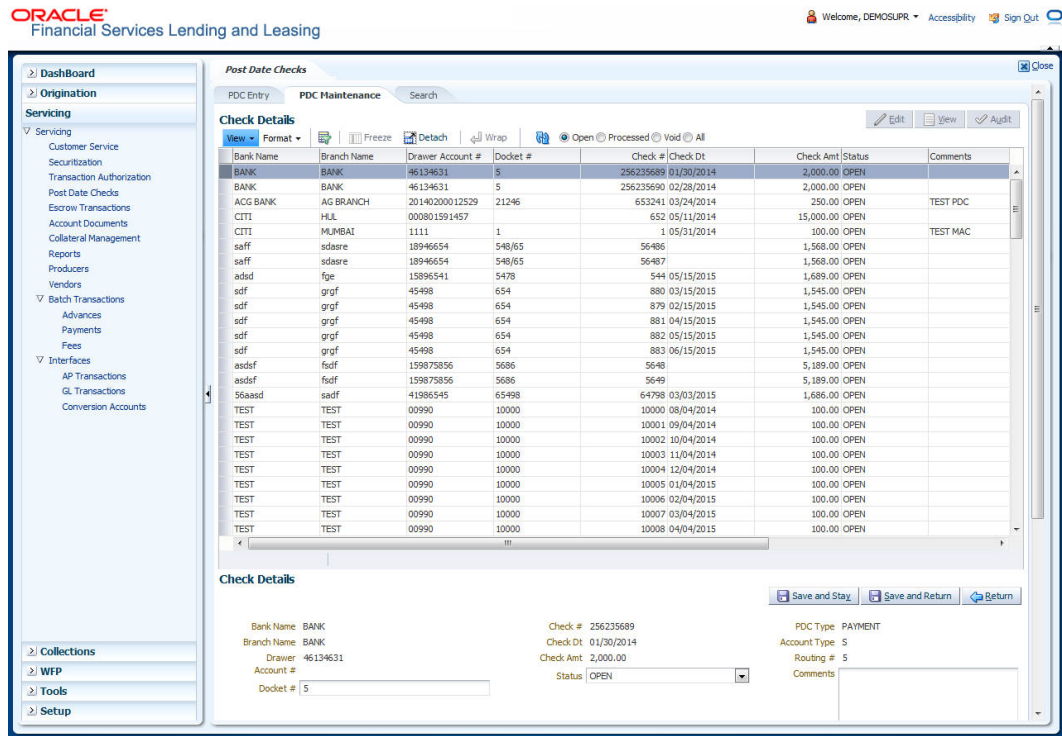 ORACLE
Financial Services Lending and Leasing
Welcome, DEMOSUPR Accessibility Sign Out
Close
DashBoard
Origination
Servicing
Servicing
Customer Service
Securitization
Transaction Authorization
Post Date Checks
Escrow Transactions
Account Documents
Collateral Management
Reports
Producers
Vendors
Batch Transactions
Advances
Payments
Fees
Interfaces
AP Transactions
GL Transactions
Conversion Accounts
Collections
WFP
Tools
Setup
Post Date Checks
PDC Entry PDC Maintenance Search
Check Details
Edit View Audit
View Format Freeze Detach Wrap Open Processed Void All
Bank Name Branch Name Drawer Account # Docket # Check # Check Dt Check Amt Status Comments
BANK BANK 46134631 5 256235689 01/30/2014 2,000.00 OPEN
BANK BANK 46134631 5 256235690 02/28/2014 2,000.00 OPEN
ACG BANK AG BRANCH 20140200012529 21246 653241 03/24/2014 250.00 OPEN TEST PDC
CITI HUL 000801591457 652 05/11/2014 15,000.00 OPEN
CITI MUMBAI 1111 1 1 05/31/2014 100.00 OPEN TEST MAC
saff sdasre 18946654 548/65 56486 1,568.00 OPEN
saff sdasre 18946654 548/65 56487 1,568.00 OPEN
adsd fge 15896541 5478 544 05/15/2015 1,689.00 OPEN
sdf grgf 45498 654 880 03/15/2015 1,545.00 OPEN
sdf grgf 45498 654 879 02/15/2015 1,545.00 OPEN
sdf grgf 45498 654 881 04/15/2015 1,545.00 OPEN
sdf grgf 45498 654 882 05/15/2015 1,545.00 OPEN
sdf grgf 45498 654 883 06/15/2015 1,545.00 OPEN
asdsf fsdf 159875856 5686 5648 5,189.00 OPEN
asdsf fsdf 159875856 5686 5649 5,189.00 OPEN
56aasd sadf 41986545 65498 64798 03/03/2015 1,686.00 OPEN
TEST TEST 00990 10000 10000 08/04/2014 100.00 OPEN
TEST TEST 00990 10000 10001 09/04/2014 100.00 OPEN
TEST TEST 00990 10000 10002 10/04/2014 100.00 OPEN
TEST TEST 00990 10000 10003 11/04/2014 100.00 OPEN
TEST TEST 00990 10000 10004 12/04/2014 100.00 OPEN
TEST TEST 00990 10000 10005 01/04/2015 100.00 OPEN
TEST TEST 00990 10000 10006 02/04/2015 100.00 OPEN
TEST TEST 00990 10000 10007 03/04/2015 100.00 OPEN
TEST TEST 00990 10000 10008 04/04/2015 100.00 OPEN
Check Details
Save and Stay Save and Return Return
Bank Name BANK Check # 256235689 PDC Type PAYMENT
Branch Name BANK Check Dt 01/30/2014 Account Type S
Drawer Account # 46134631 Check Amt 2,000.00 Routing # 5
Status OPEN Comments
Docket # 5